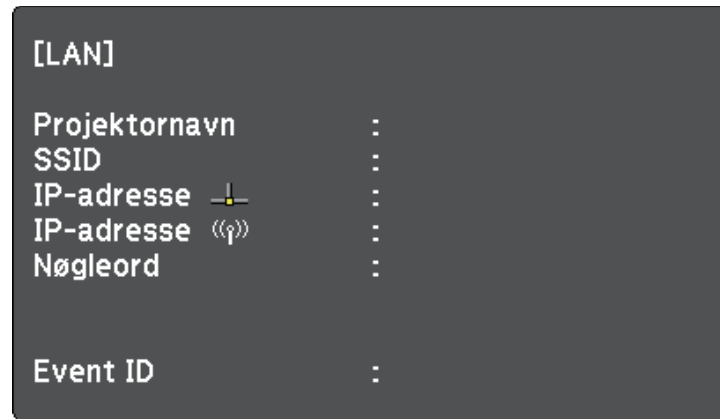 [LAN]
Projektornavn :
SSID :
IP-adresse :
IP-adresse :
Nøgleord :
Event ID :